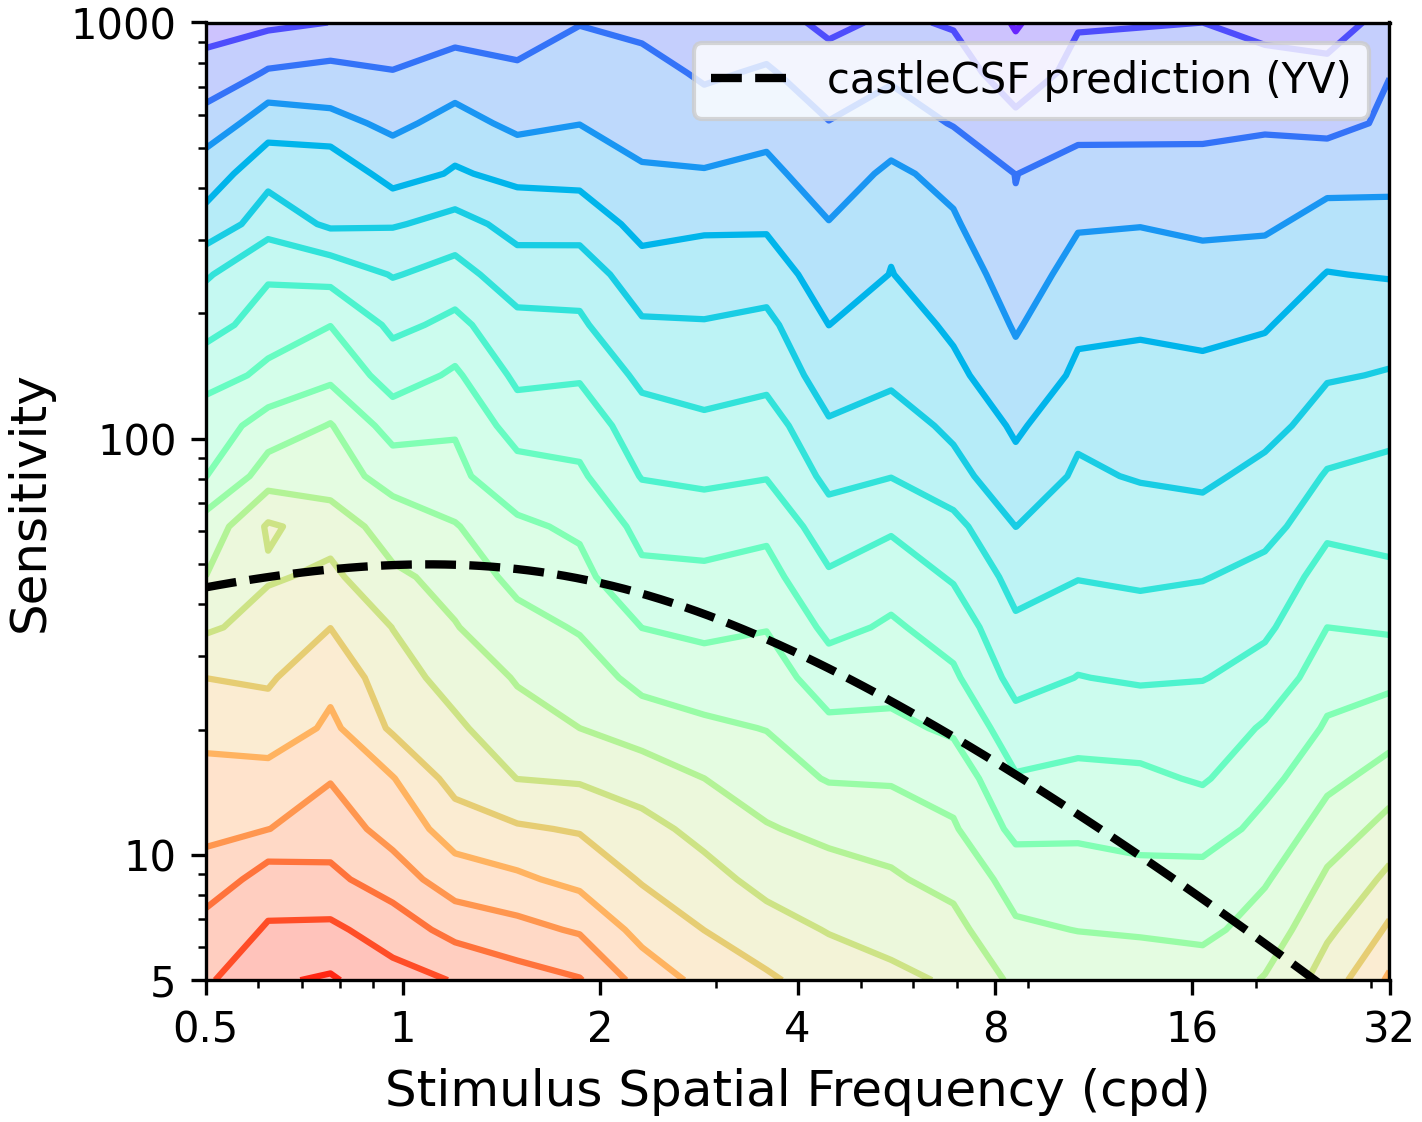 1000
castleCSF prediction (YV)
100
Sensitivity
10
5
0.5 1 2 4 8 16 32
Stimulus Spatial Frequency (cpd)